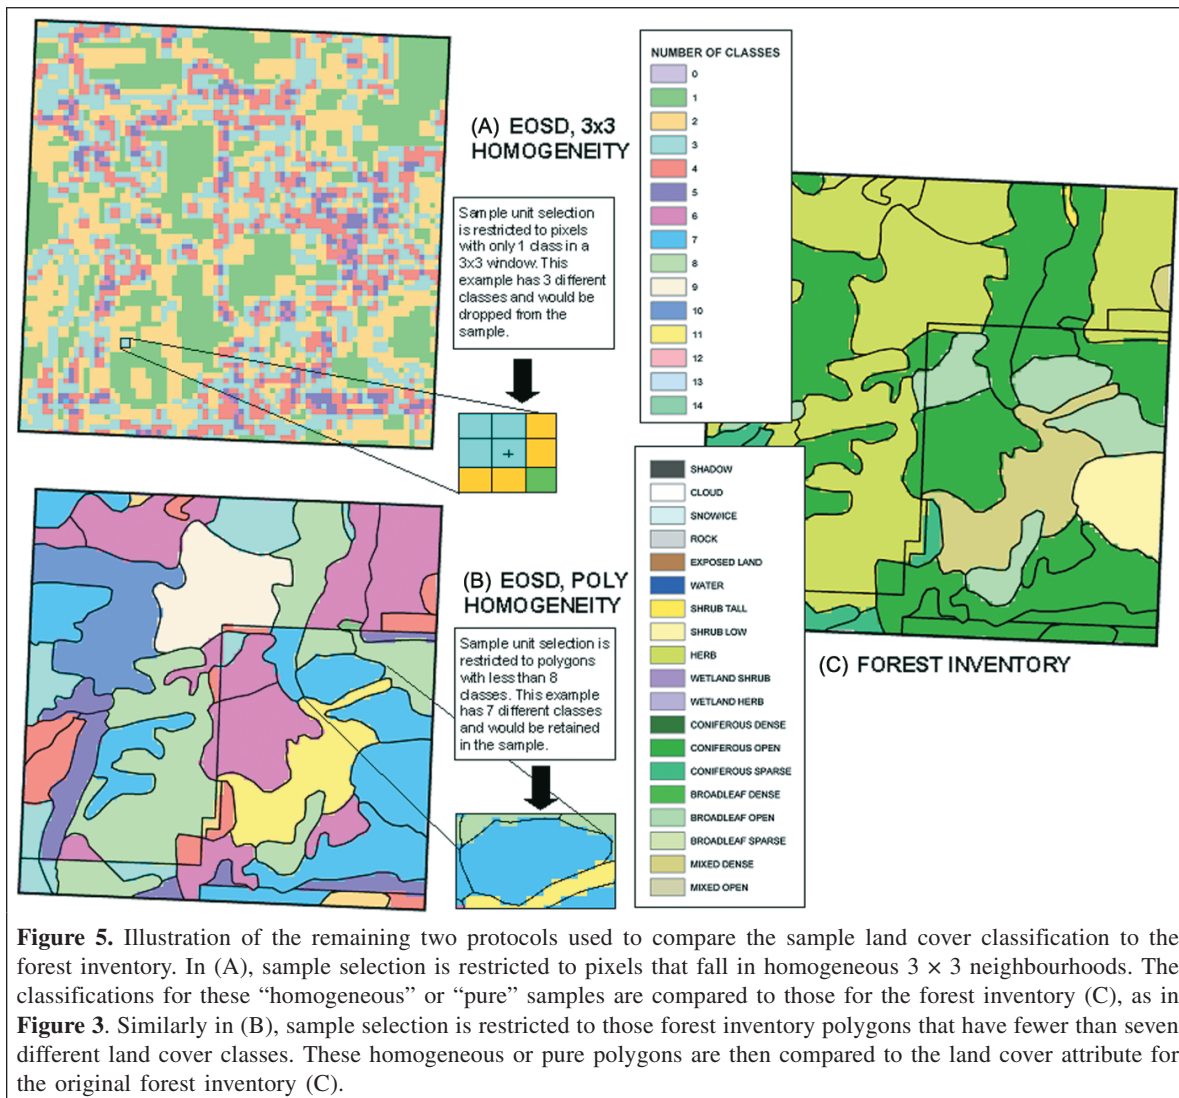 (A) EOSD, 3x3
HOMOGENEITY
Sample unit selection
is restricted to pixels
with only 1 class in a
3x3 window. This
example has 3 different
classes and would be
dropped from the
sample.
NUMBER OF CLASSES
0
1
2
3
4
5
6
7
8
9
10
11
12
13
14
(B) EOSD, POLY
HOMOGENEITY
Sample unit selection is
restricted to polygons
with less than 8
classes. This example
has 7 different classes
and would be retained
in the sample.
SHADOW
CLOUD
SNOW/ICE
ROCK
EXPOSED LAND
WATER
SHRUB TALL
SHRUB LOW
HERB
WETLAND SHRUB
WETLAND HERB
CONIFEROUS DENSE
CONIFEROUS OPEN
CONIFEROUS SPARSE
BROADLEAF DENSE
BROADLEAF OPEN
BROADLEAF SPARSE
MIXED DENSE
MIXED OPEN
(C) FOREST INVENTORY
Figure 5. Illustration of the remaining two protocols used to compare the sample land cover classification to the
forest inventory. In (A), sample selection is restricted to pixels that fall in homogeneous 3 × 3 neighbourhoods. The
classifications for these “homogeneous” or “pure” samples are compared to those for the forest inventory (C), as in
Figure 3. Similarly in (B), sample selection is restricted to those forest inventory polygons that have fewer than seven
different land cover classes. These homogeneous or pure polygons are then compared to the land cover attribute for
the original forest inventory (C).